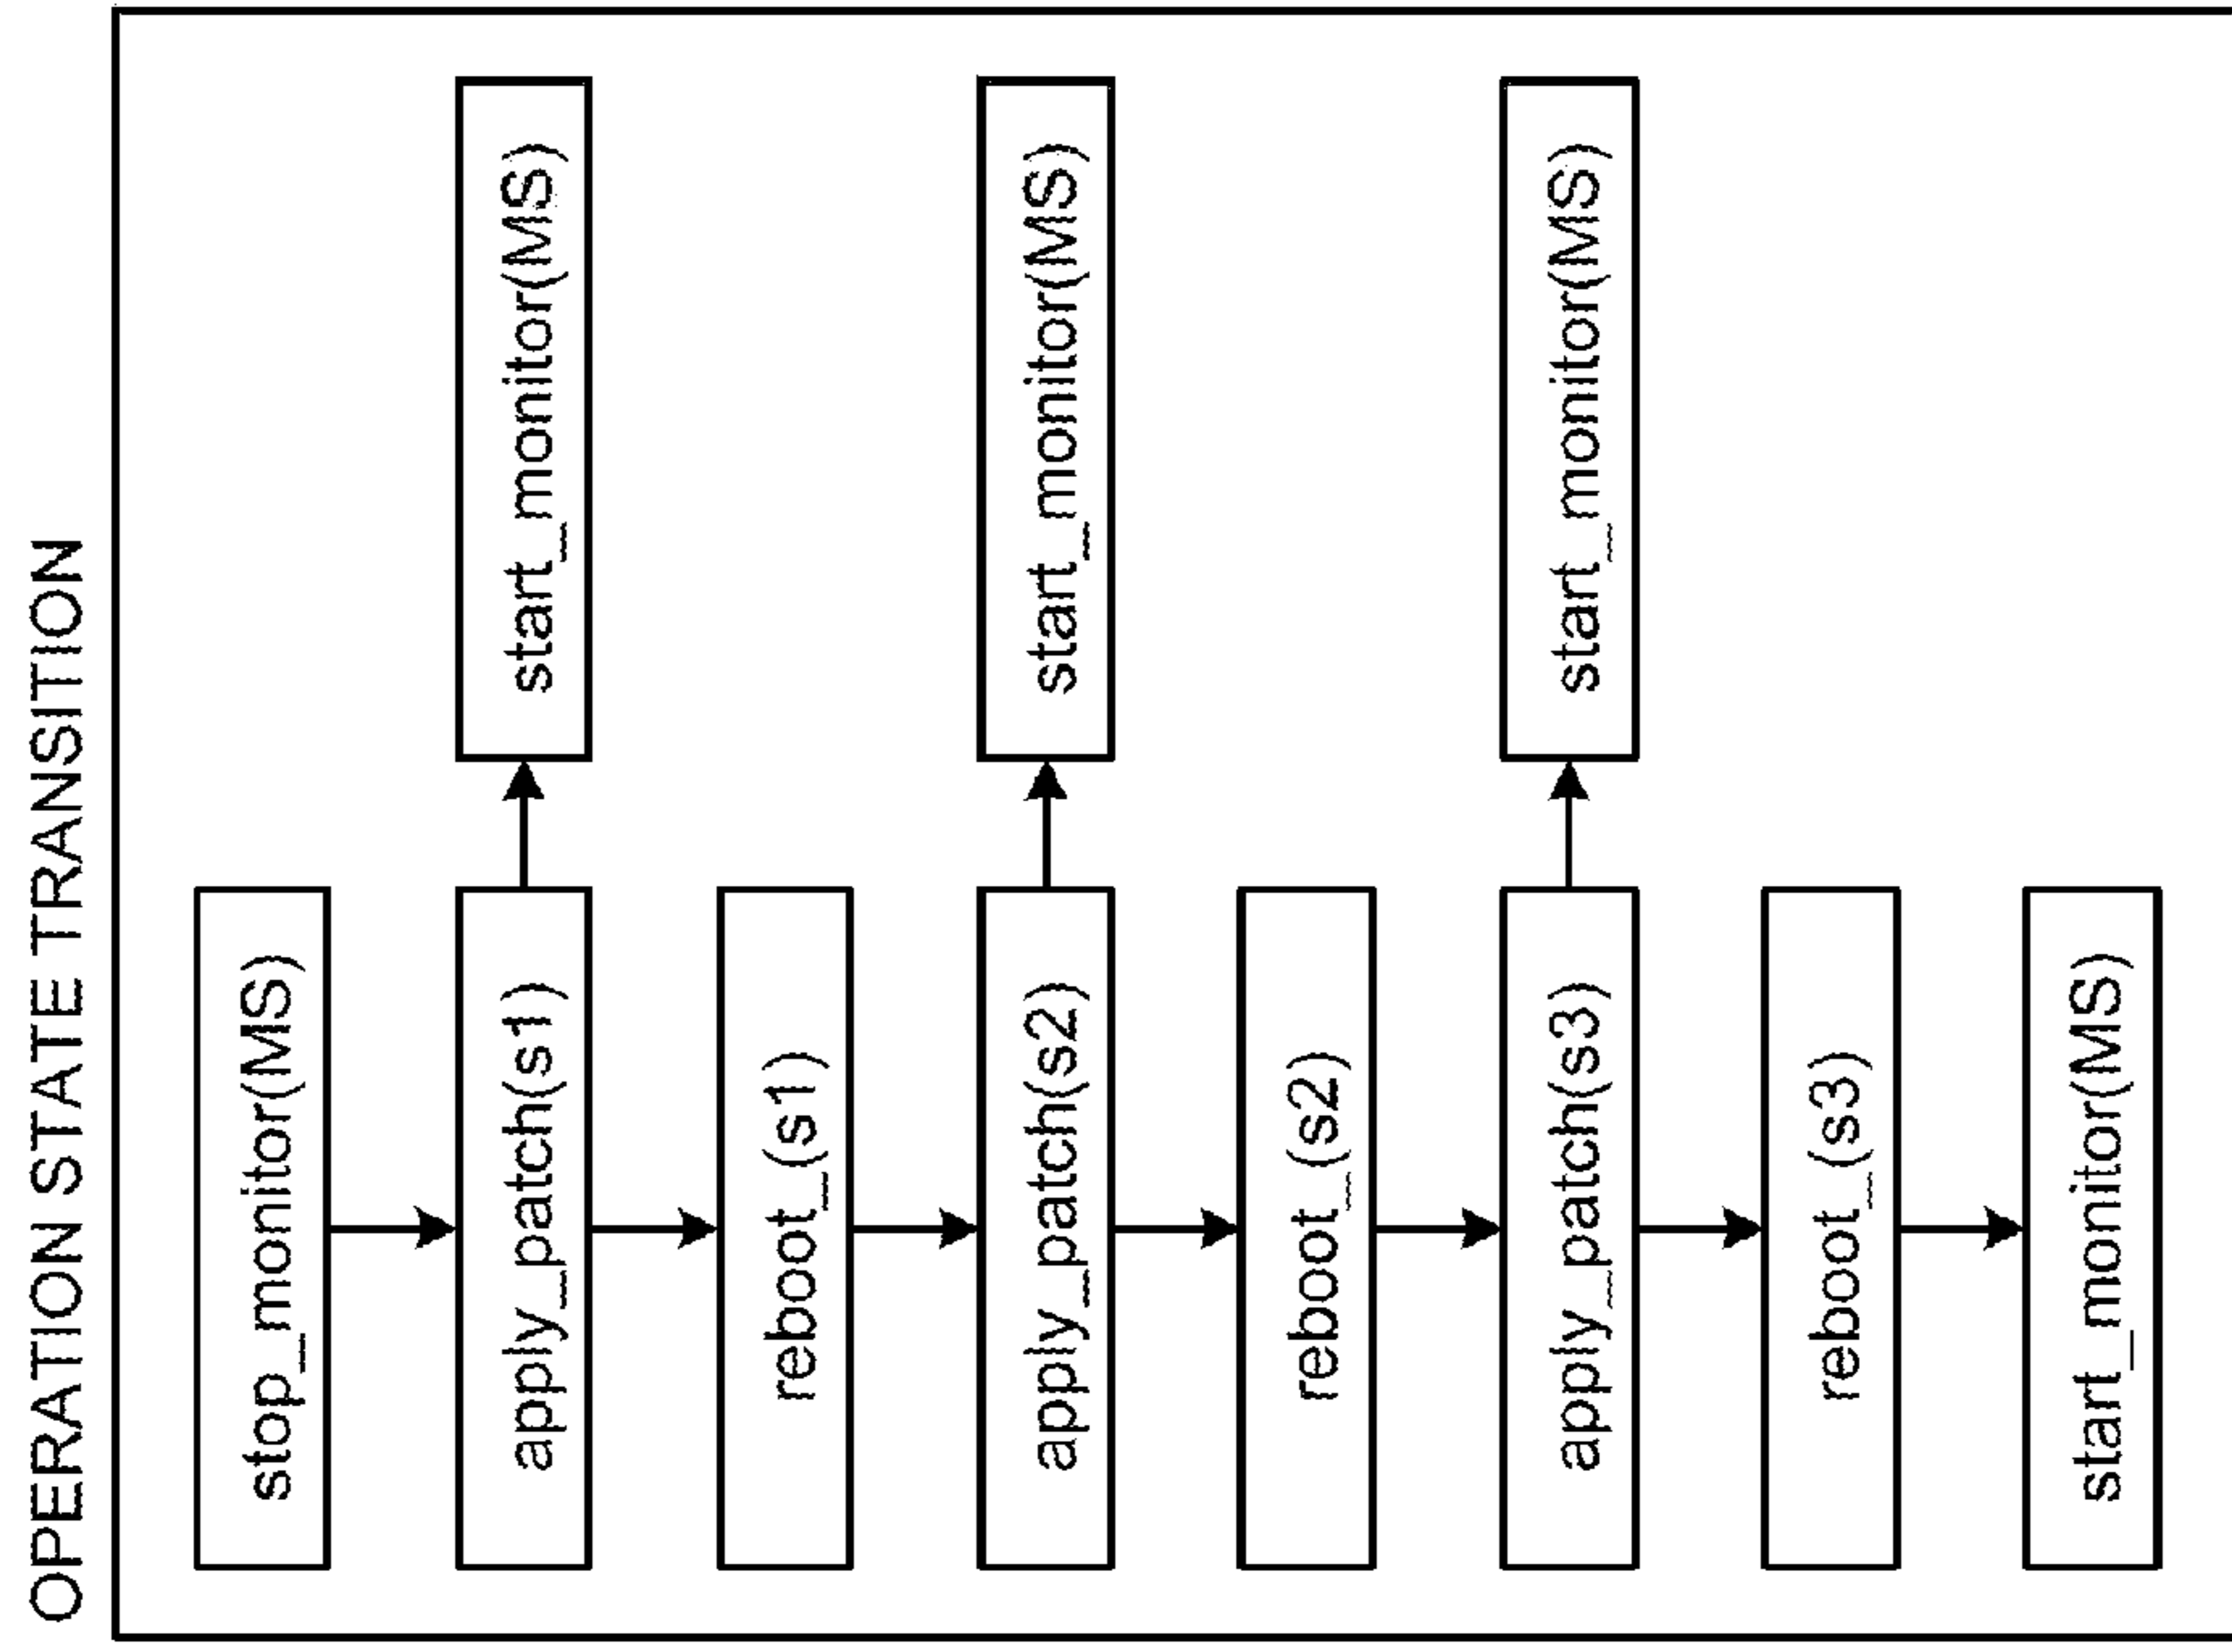 OPERATION STATE TRANSITION
stop_monitor(MS)
apply_patch(s1)
start_monitor(MS)
reboot_(s1)
apply_patch(s2)
start_monitor(MS)
reboot_(s2)
apply_patch(s3)
start_monitor(MS)
reboot_(s3)
start_monitor(MS)